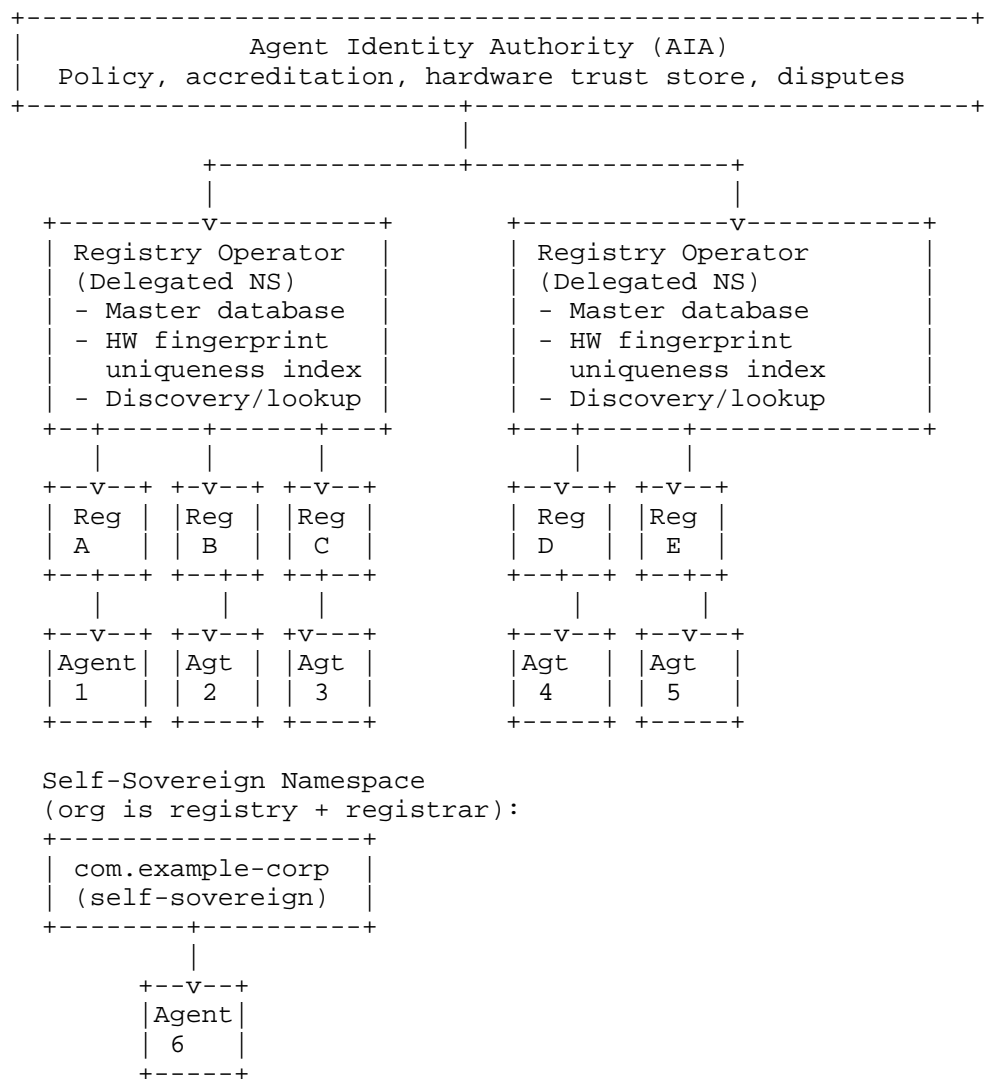 Agent Identity Authority (AIA)
Policy, accreditation, hardware trust store, disputes
Registry Operator Registry Operator
(Delegated NS) (Delegated NS)
- Master database - Master database
- HW fingerprint - HW fingerprint
uniqueness index uniqueness index
- Discovery/lookup - Discovery/lookup
Reg Reg Reg Reg Reg
A B C D E
Agent Agt Agt Agt Agt
1 2 3 4 5
Self-Sovereign Namespace
(org is registry + registrar):
com.example-corp
(self-sovereign)
Agent
6